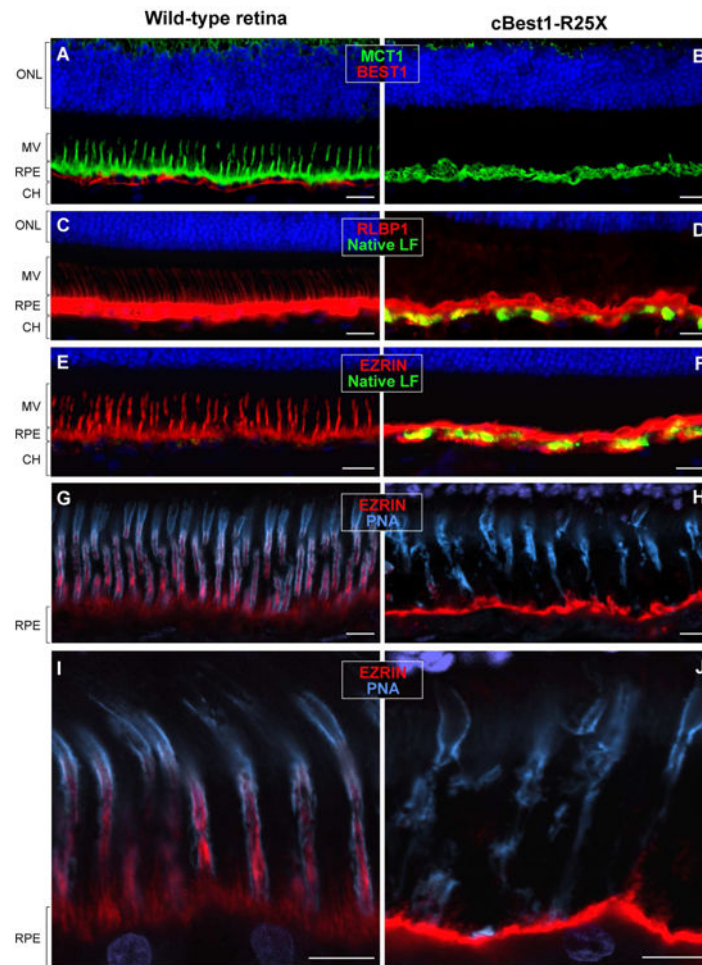 Wild-type retina
cBest1-R25X
A
MCT1
BEST1
B
ONL
MV
RPE
CH
C
RLBP1
Native LF
D
ONL
MV
RPE
CH
E
EZRIN
Native LF
F
MV
RPE
CH
G
EZRIN
PNA
H
RPE
I
EZRIN
PNA
J
RPE